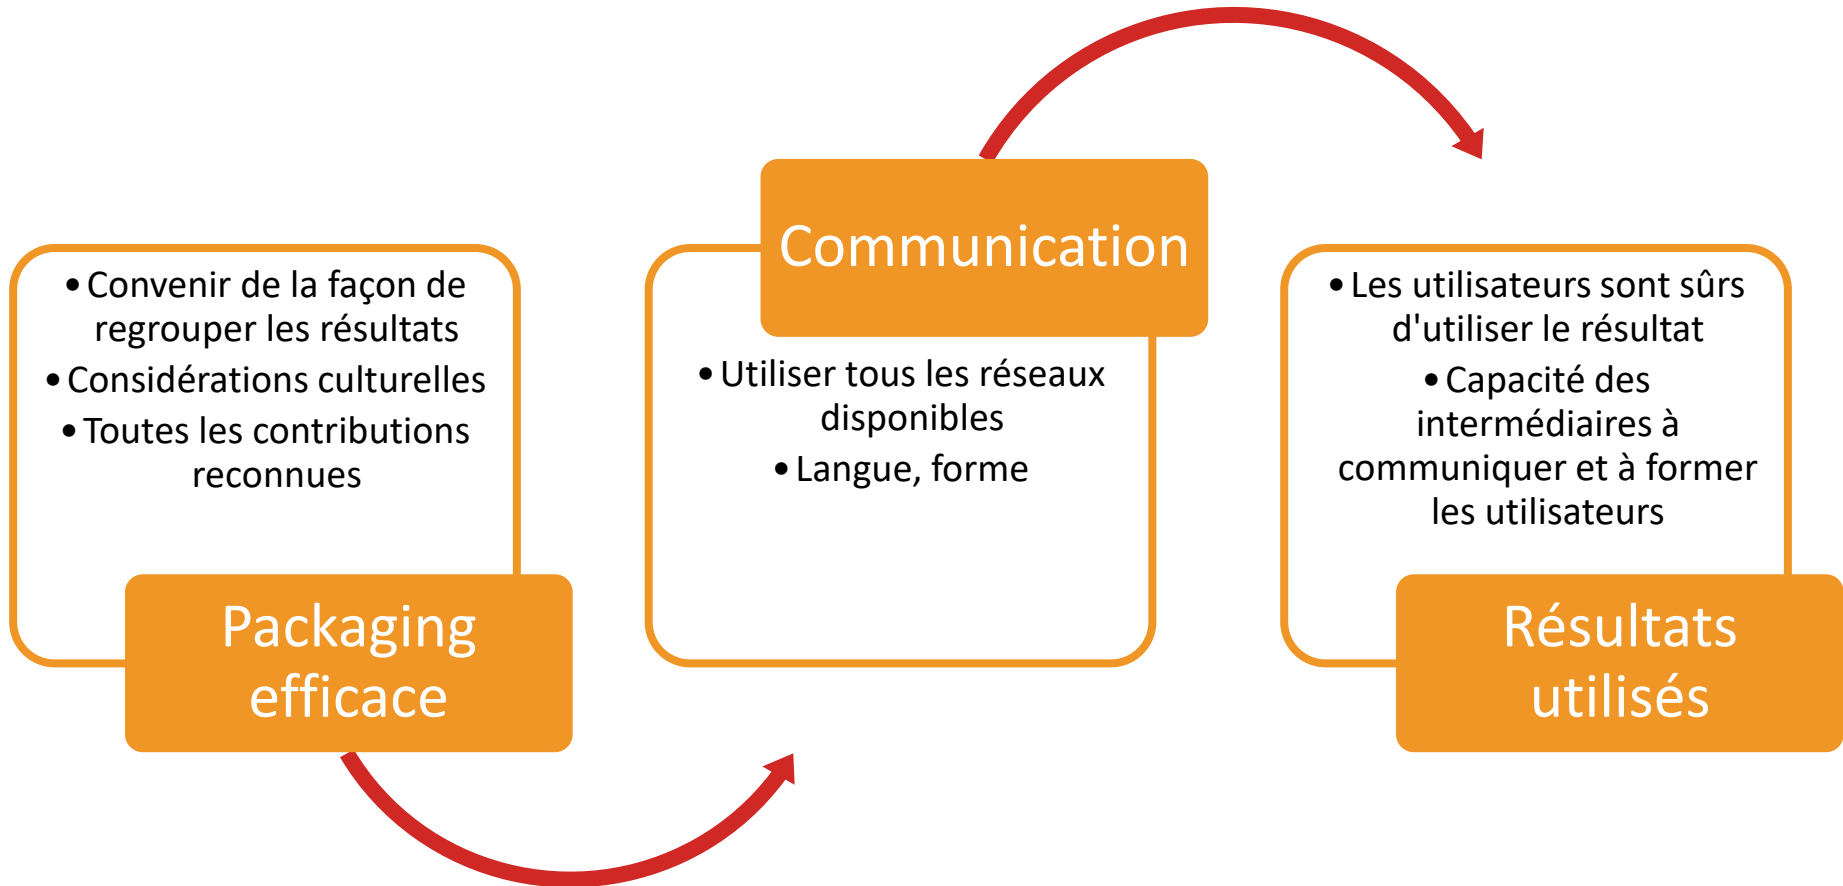 • Convenir de la façon de
regrouper les résultats
• Considérations culturelles
• Toutes les contributions
reconnues
Packaging
efficace
Communication
• Utiliser tous les réseaux
disponibles
• Langue, forme
• Les utilisateurs sont sûrs
d'utiliser le résultat
• Capacité des
intermédiaires à
communiquer et à former
les utilisateurs
Résultats
utilisés